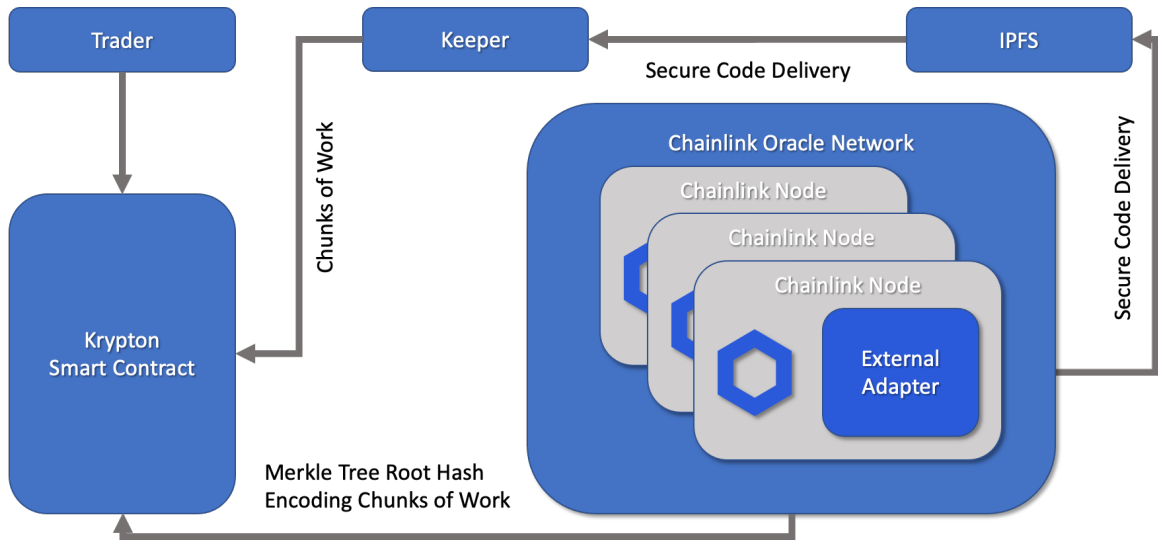 Trader
Keeper
IPFS
Secure Code Delivery
Chunks of Work
Secure Code Delivery
Chainlink Oracle Network
Chainlink Node
Chainlink Node
Chainlink Node
External
Adapter
Krypton
Smart Contract
Merkle Tree Root Hash
Encoding Chunks of Work